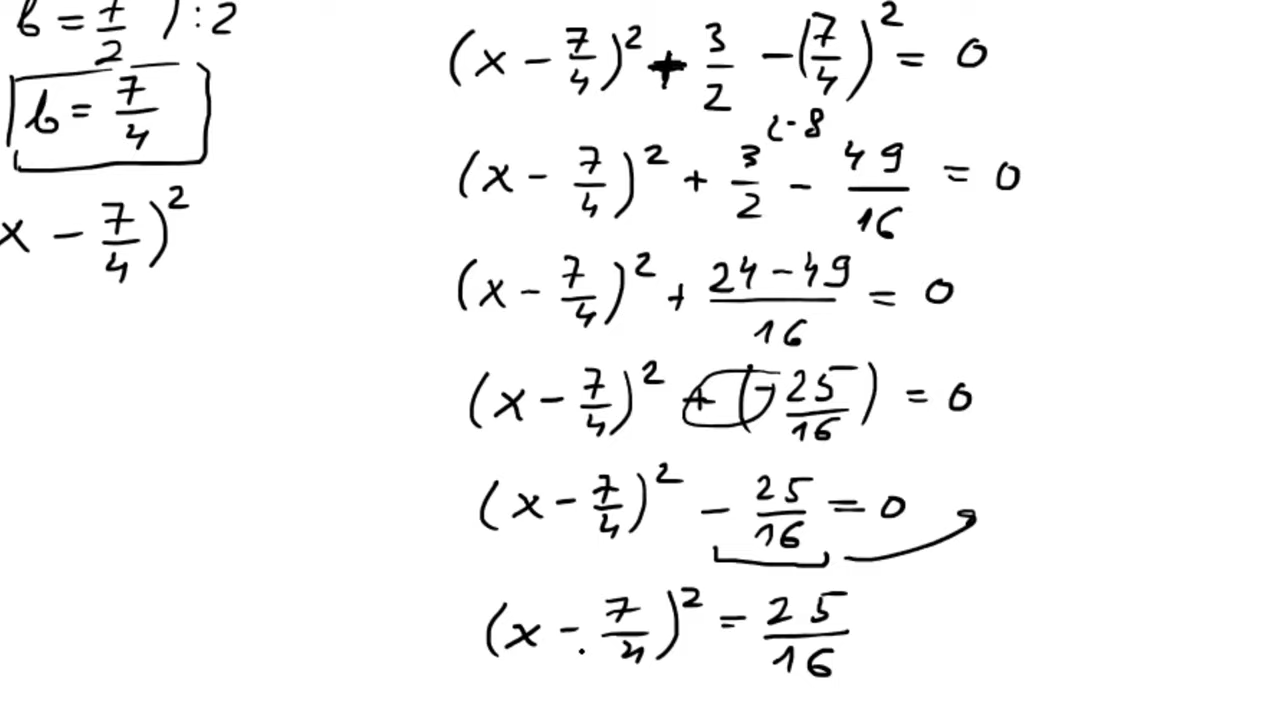 b = 7/2 ) : 2
b = 7/4
x - 7/4)²
(x - 7/4)² + 3/2 - (7/4)² = 0
(x - 7/4)² + 3/2 ^(·8) - 49/16 = 0
(x - 7/4)² + (24 - 49)/16 = 0
(x - 7/4)² + (-25/16) = 0
(x - 7/4)² - 25/16 = 0
(x - 7/4)² = 25/16